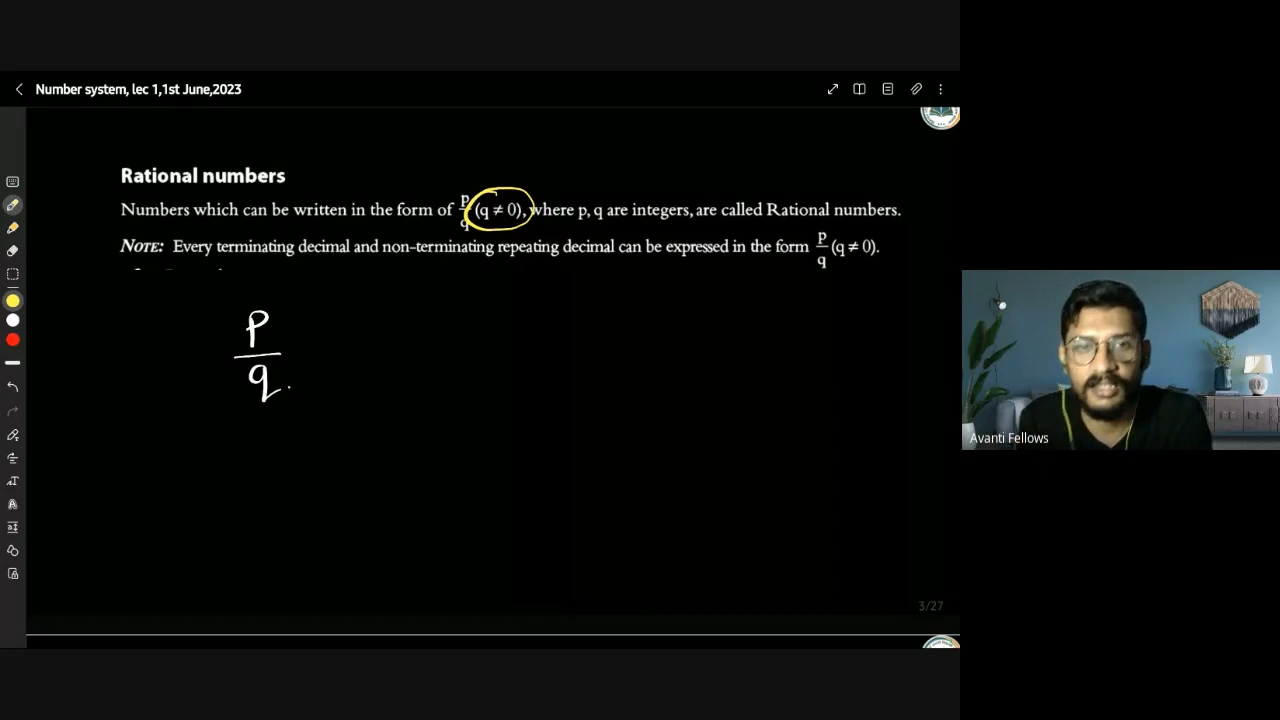 Number system, lec 1,1st June,2023
Rational numbers
Numbers which can be written in the form of p/q (q ≠ 0), where p, q are integers, are called Rational numbers.
NOTE: Every terminating decimal and non-terminating repeating decimal can be expressed in the form p/q (q ≠ 0).
p
q
3/27
Avanti Fellows